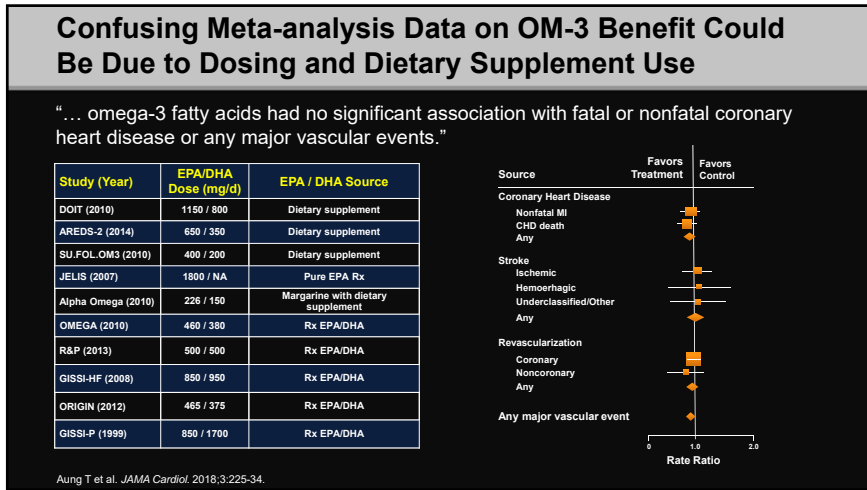 Confusing Meta-analysis Data on OM-3 Benefit Could
Be Due to Dosing and Dietary Supplement Use
“… omega-3 fatty acids had no significant association with fatal or nonfatal coronary
heart disease or any major vascular events.”
Study (Year) EPA/DHA Dose (mg/d) EPA / DHA Source
DOIT (2010) 1150 / 800 Dietary supplement
AREDS-2 (2014) 650 / 350 Dietary supplement
SU.FOL.OM3 (2010) 400 / 200 Dietary supplement
JELIS (2007) 1800 / NA Pure EPA Rx
Alpha Omega (2010) 226 / 150 Margarine with dietary supplement
OMEGA (2010) 460 / 380 Rx EPA/DHA
R&P (2013) 500 / 500 Rx EPA/DHA
GISSI-HF (2008) 850 / 950 Rx EPA/DHA
ORIGIN (2012) 465 / 375 Rx EPA/DHA
GISSI-P (1999) 850 / 1700 Rx EPA/DHA
Source Favors Treatment Favors Control
Coronary Heart Disease
Nonfatal MI
CHD death
Any
Stroke
Ischemic
Hemoerhagic
Underclassified/Other
Any
Revascularization
Coronary
Noncoronary
Any
Any major vascular event
0 1.0 2.0
Rate Ratio
Aung T et al. JAMA Cardiol. 2018;3:225-34.